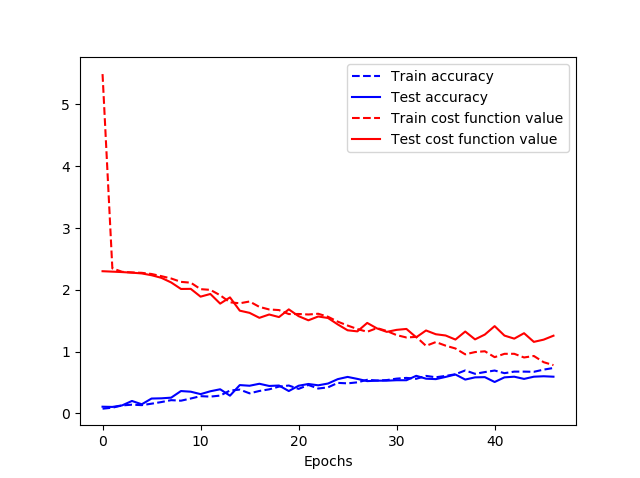 Train accuracy
Test accuracy
Train cost function value
Test cost function value
5
4
3
2
1
0
0 10 20 30 40
Epochs